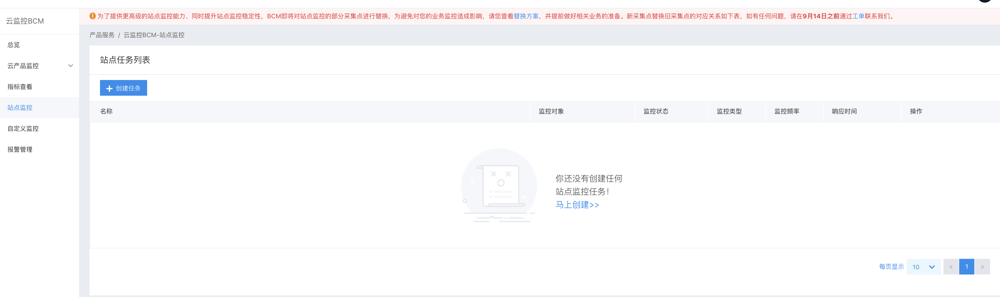 为了提供更高级的站点监控能力、同时提升站点监控稳定性，BCM即将对站点监控的部分采集点进行替换，为避免对您的业务监控造成影响，请您查看替换方案，并提前做好相关业务的准备。新采集点替换旧采集点的对应关系如下表，如有任何问题，请在9月14日之前通过工单联系我们。
云监控BCM
总览
云产品监控
指标查看
站点监控
自定义监控
报警管理
产品服务 / 云监控BCM-站点监控
站点任务列表
创建任务
名称 监控对象 监控状态 监控类型 监控频率 响应时间 操作
你还没有创建任何
站点监控任务！
马上创建>>
每页显示 10 < 1 >